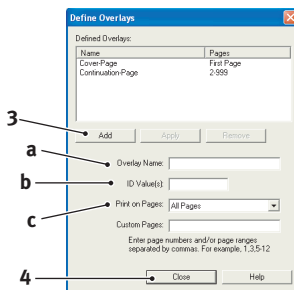 Define Overlays
Defined Overlays:
Name Pages
Cover-Page First Page
Continuation-Page 2-999
3
Add Apply Remove
a Overlay Name:
b ID Value(s):
c Print on Pages: All Pages
Custom Pages:
Enter page numbers and/or page ranges
separated by commas. For example, 1,3,5-12
4 Close Help